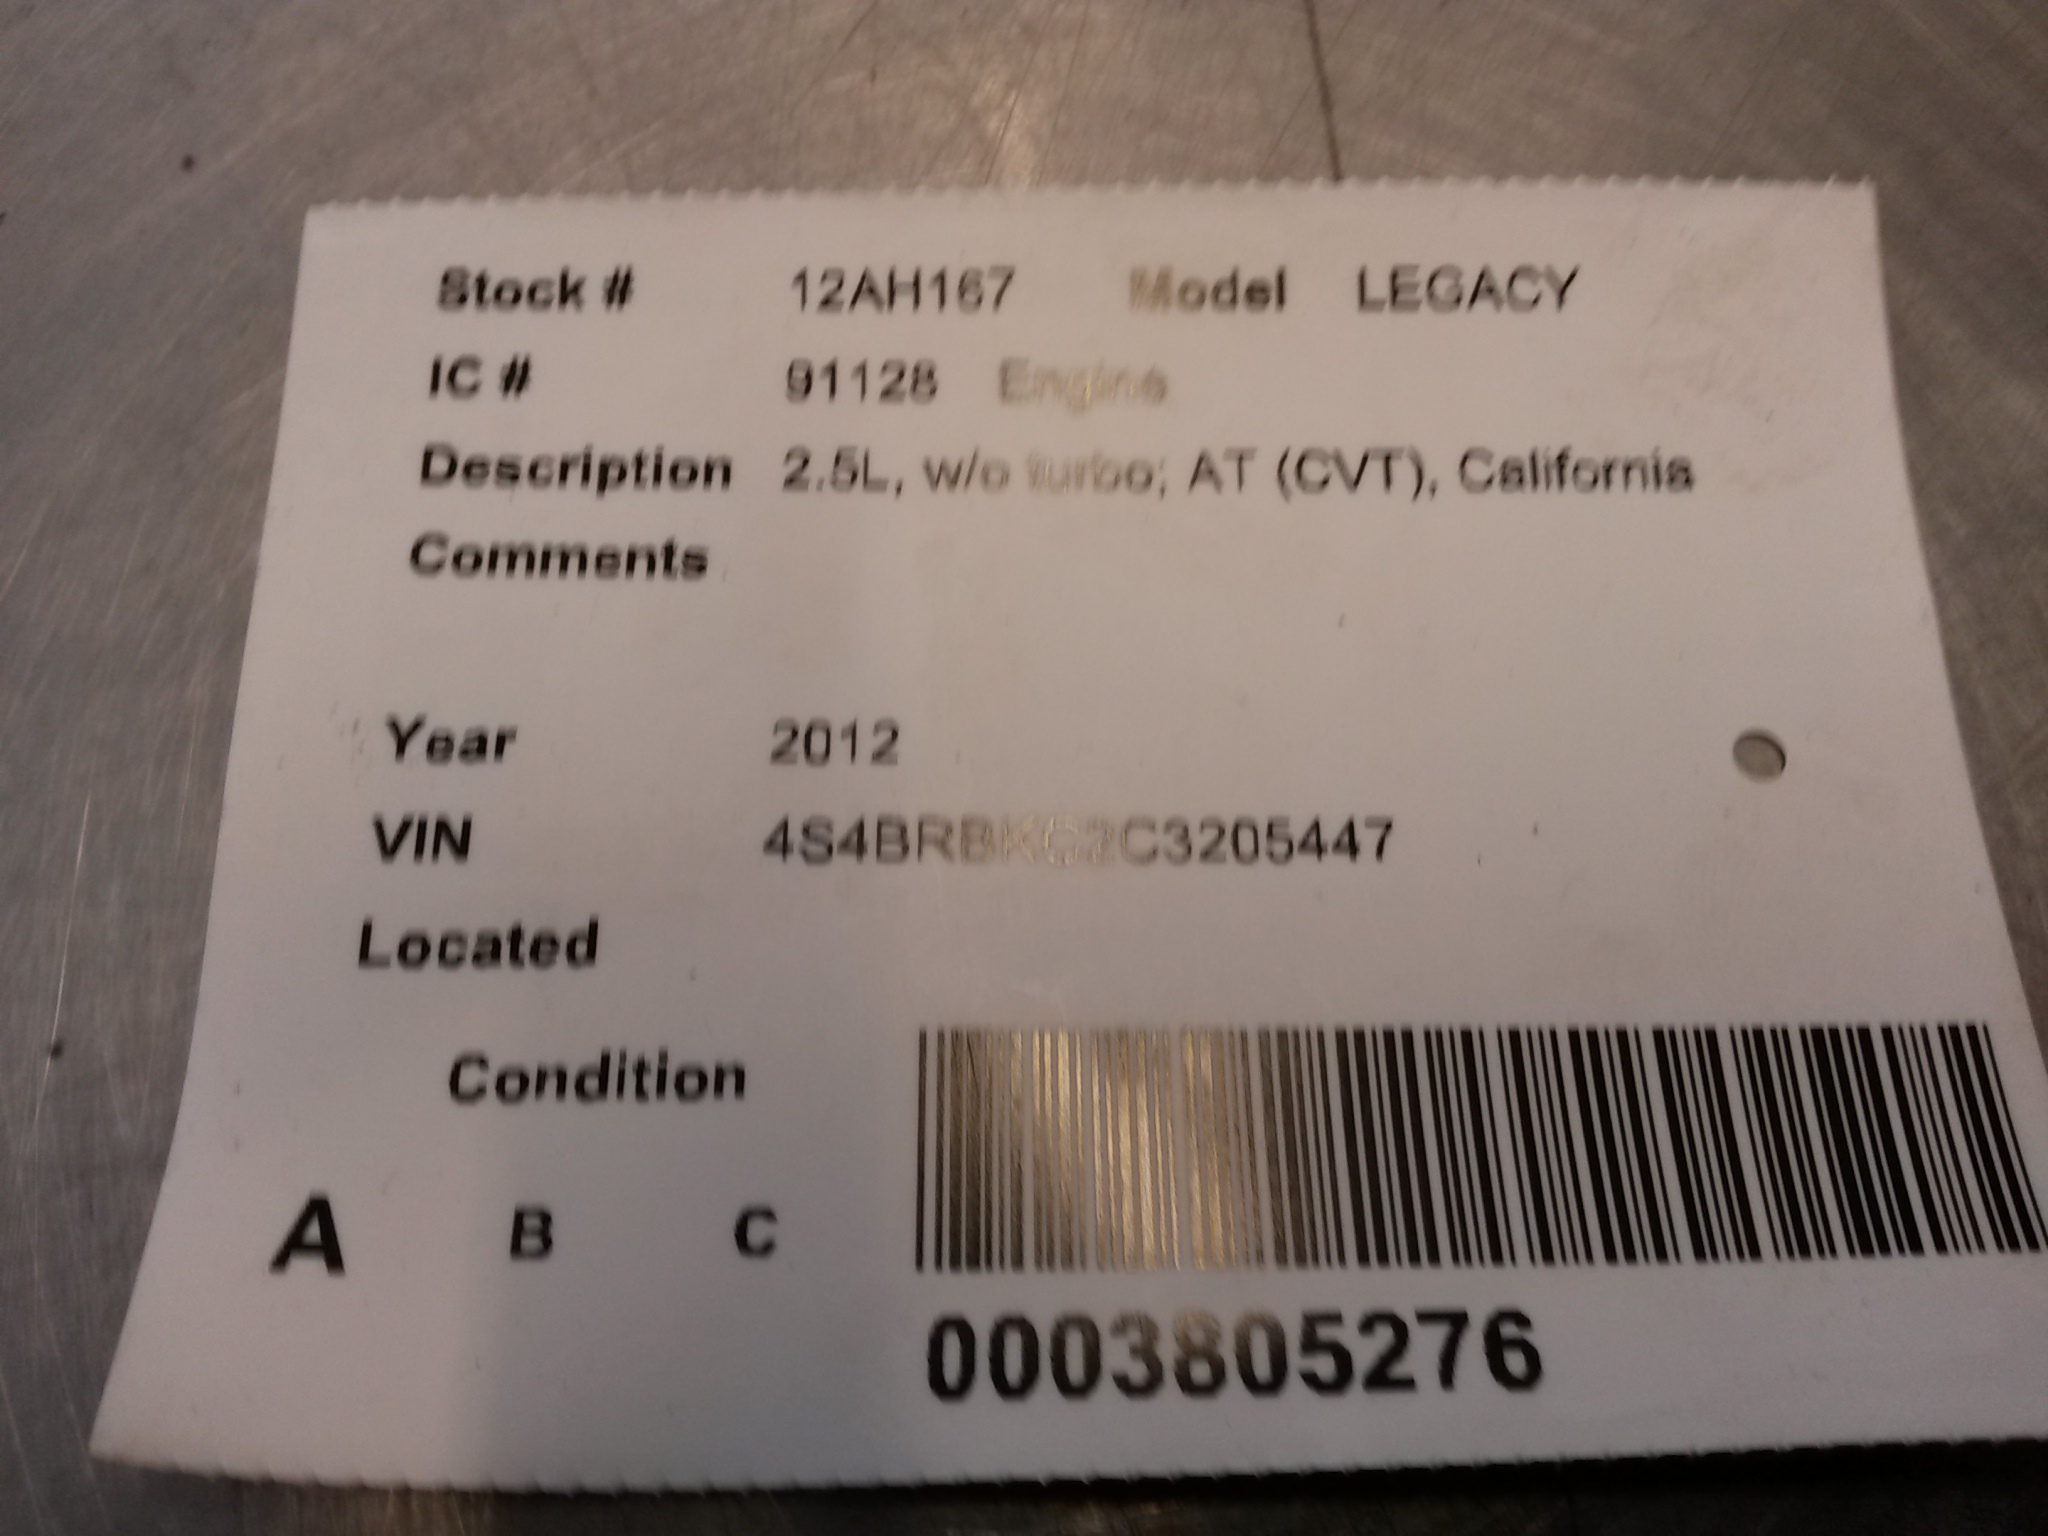 Stock # 12AH167 Model LEGACY
IC # 91128 Engine
Description 2.5L, w/o turbo; AT (CVT), California
Comments
Year 2012
VIN 4S4BRBKC2C3205447
Located
Condition
A B C
0003805276